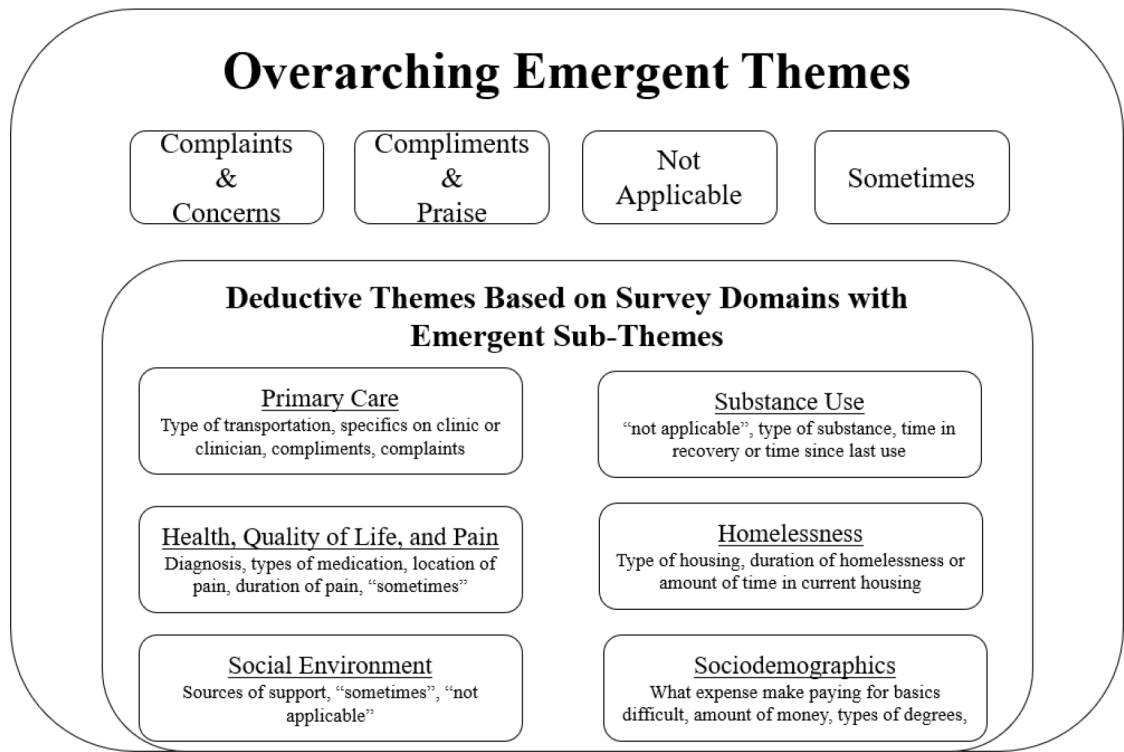 Overarching Emergent Themes
Complaints
&
Concerns
Compliments
&
Praise
Not
Applicable
Sometimes
Deductive Themes Based on Survey Domains with
Emergent Sub-Themes
Primary Care
Type of transportation, specifics on clinic or
clinician, compliments, complaints
Substance Use
“not applicable”, type of substance, time in
recovery or time since last use
Health, Quality of Life, and Pain
Diagnosis, types of medication, location of
pain, duration of pain, “sometimes”
Homelessness
Type of housing, duration of homelessness or
amount of time in current housing
Social Environment
Sources of support, “sometimes”, “not
applicable”
Sociodemographics
What expense make paying for basics
difficult, amount of money, types of degrees,